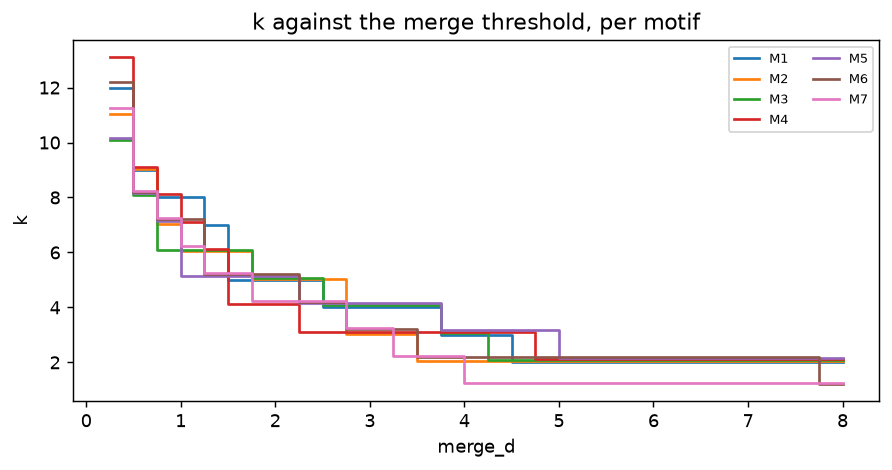 k against the merge threshold, per motif
M1 M5
M2 M6
M3 M7
M4
k
12
10
8
6
4
2
0 1 2 3 4 5 6 7 8
merge_d